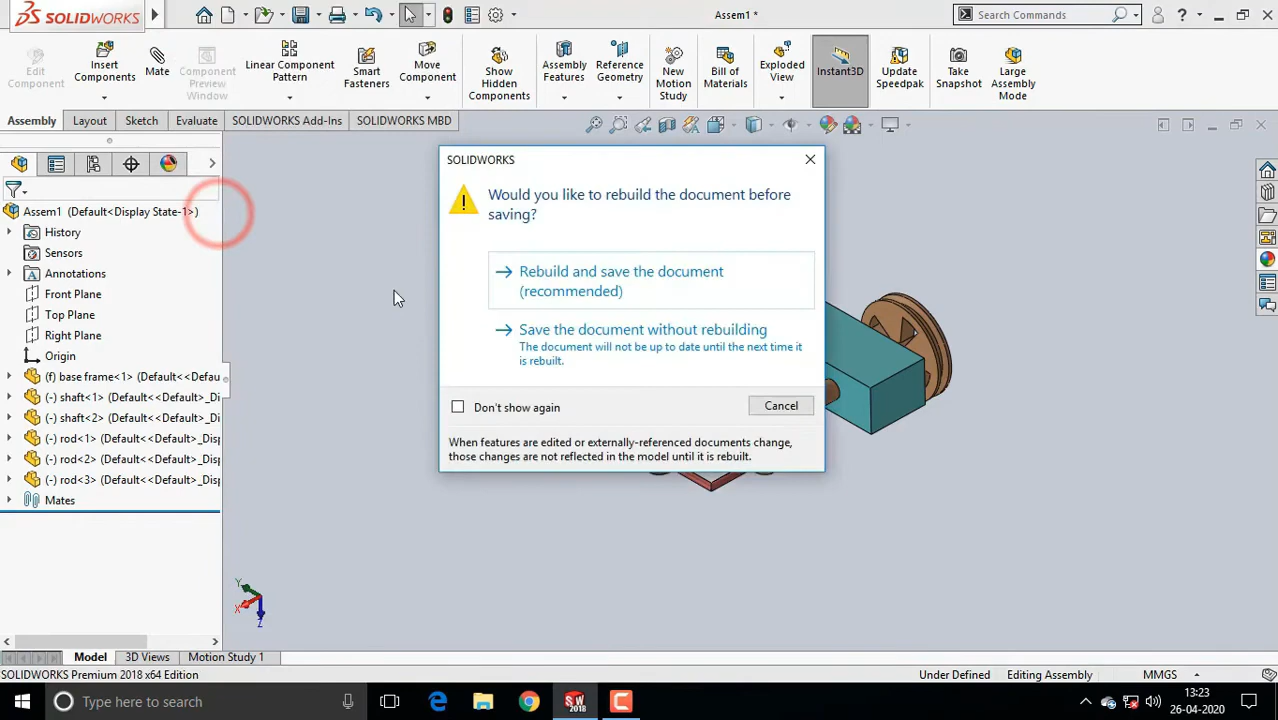 SOLIDWORKS
Assem1 *
Search Commands
?
Edit Component
Insert Components
Mate
Component Preview Window
Linear Component Pattern
Smart Fasteners
Move Component
Show Hidden Components
Assembly Features
Reference Geometry
New Motion Study
Bill of Materials
Exploded View
Instant3D
Update Speedpak
Take Snapshot
Large Assembly Mode
Assembly
Layout
Sketch
Evaluate
SOLIDWORKS Add-Ins
SOLIDWORKS MBD
Assem1 (Default<Display State-1>)
History
Sensors
Annotations
Front Plane
Top Plane
Right Plane
Origin
(f) base frame<1> (Default<<Defau
(-) shaft<1> (Default<<Default>_Di
(-) shaft<2> (Default<<Default>_Di
(-) rod<1> (Default<<Default>_Disp
(-) rod<2> (Default<<Default>_Disp
(-) rod<3> (Default<<Default>_Disp
Mates
SOLIDWORKS
Would you like to rebuild the document before
saving?
Rebuild and save the document
(recommended)
Save the document without rebuilding
The document will not be up to date until the next time it
is rebuilt.
Don't show again
Cancel
When features are edited or externally-referenced documents change,
those changes are not reflected in the model until it is rebuilt.
Y
X
Z
Model
3D Views
Motion Study 1
SOLIDWORKS Premium 2018 x64 Edition
Under Defined
Editing Assembly
MMGS
Type here to search
SW
2018
13:23
26-04-2020